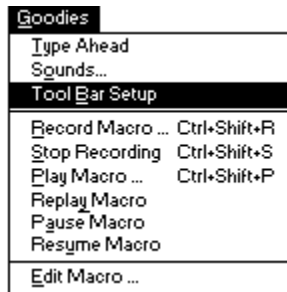 Goodies
Type Ahead
Sounds...
Tool Bar Setup
Record Macro ... Ctrl+Shift+R
Stop Recording Ctrl+Shift+S
Play Macro ... Ctrl+Shift+P
Replay Macro
Pause Macro
Resume Macro
Edit Macro ...